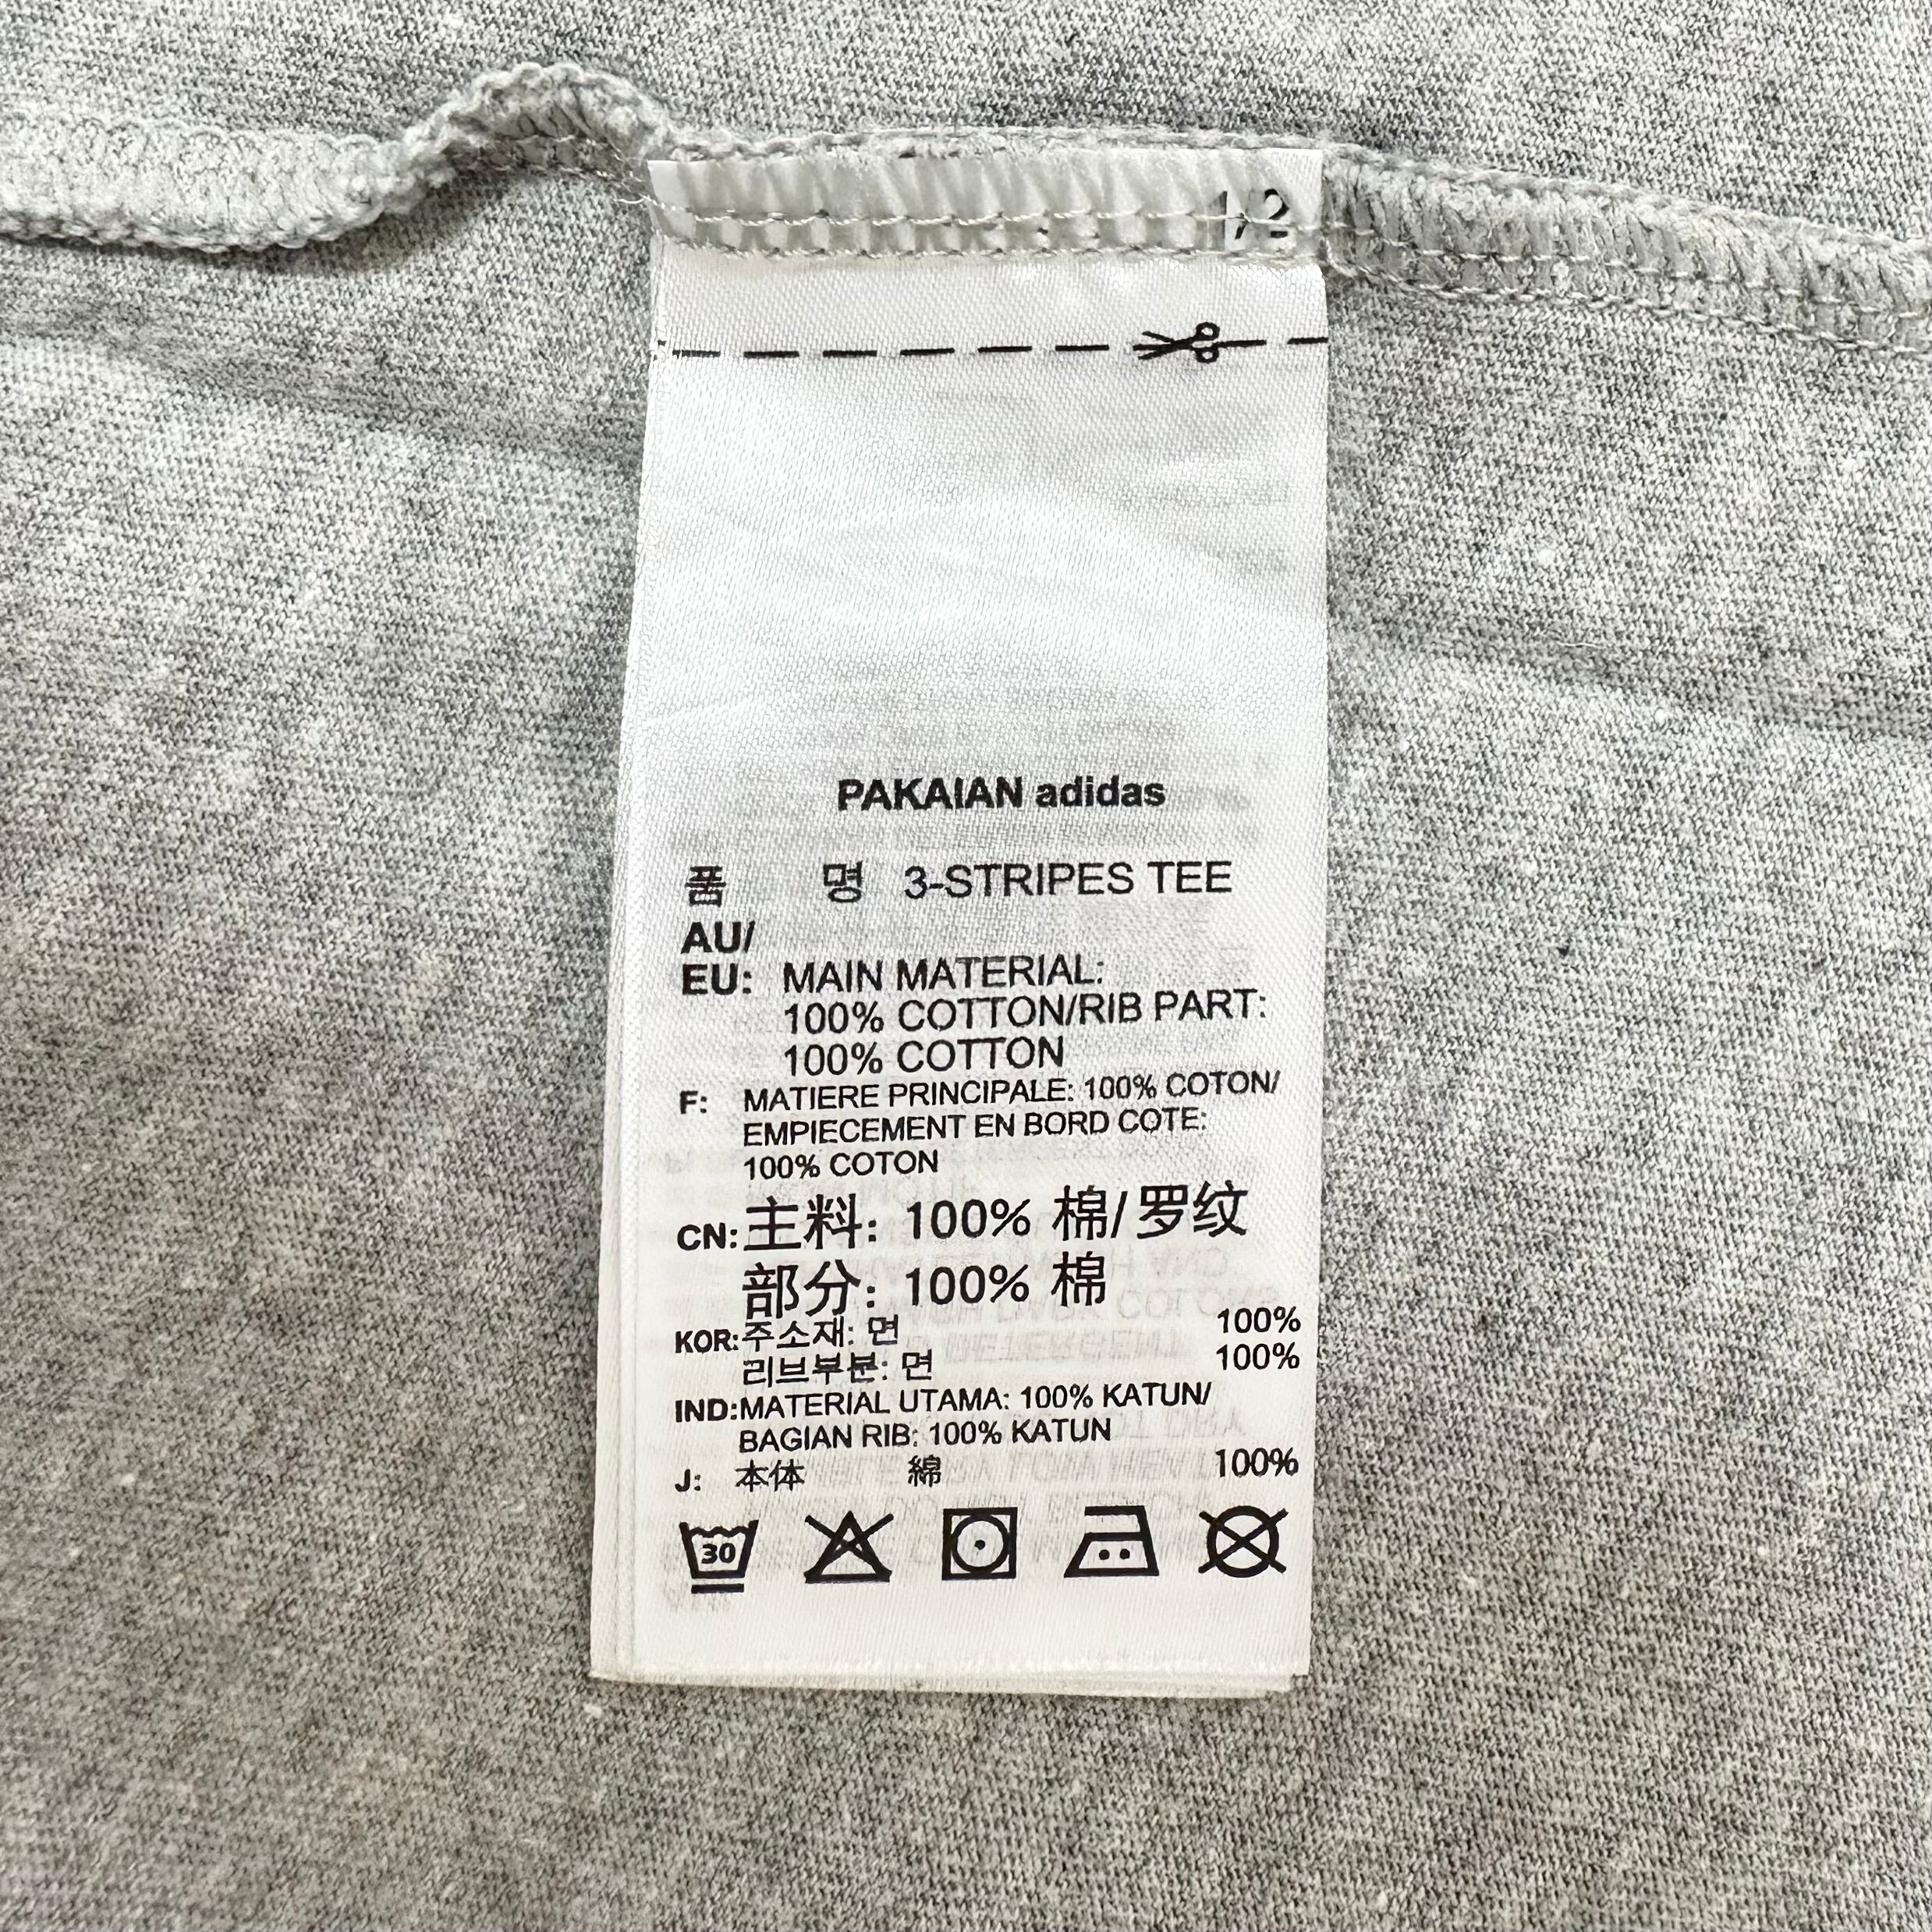 PAKAIAN adidas
품 명 3-STRIPES TEE
AU/
EU: MAIN MATERIAL:
100% COTTON/RIB PART:
100% COTTON
F: MATIERE PRINCIPALE: 100% COTON/
EMPIECEMENT EN BORD COTE:
100% COTON
CN:主料: 100% 棉/罗纹
部分: 100% 棉
KOR:주소재: 면 100%
리브부분: 면 100%
IND:MATERIAL UTAMA: 100% KATUN/
BAGIAN RIB: 100% KATUN
J: 本体 綿 100%
30